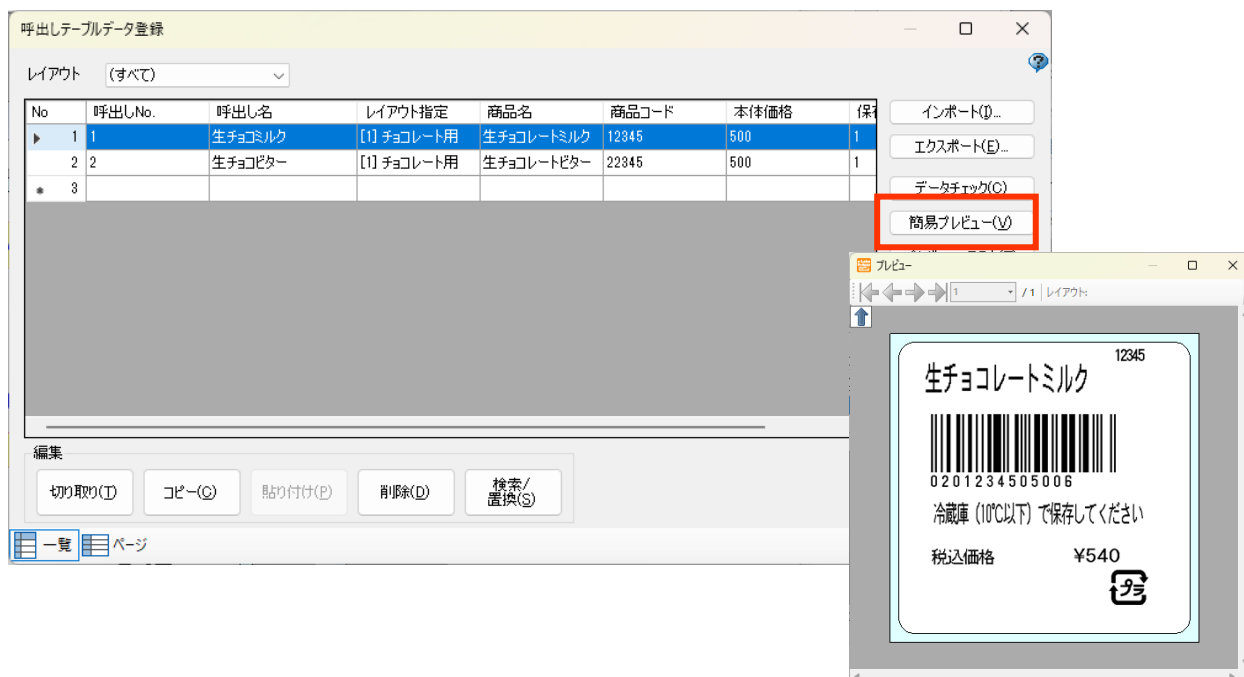 呼出しテーブルデータ登録
レイアウト (すべて)
No 呼出しNo. 呼出し名 レイアウト指定 商品名 商品コード 本体価格
1 1 生チョコミルク [1] チョコレート用 生チョコレートミルク 12345 500 1
2 2 生チョコビター [1] チョコレート用 生チョコレートビター 22345 500 1
3
インポート(I)...
エクスポート(E)...
データチェック(C)
簡易プレビュー(V)
編集
切り取り(T) コピー(C) 貼り付け(P) 削除(D) 検索/
置換(S)
一覧 ページ
プレビュー
1 / 1 レイアウト:
12345
生チョコレートミルク
0201234505006
冷蔵庫 (10℃以下) で保存してください
税込価格 ¥540
プラ